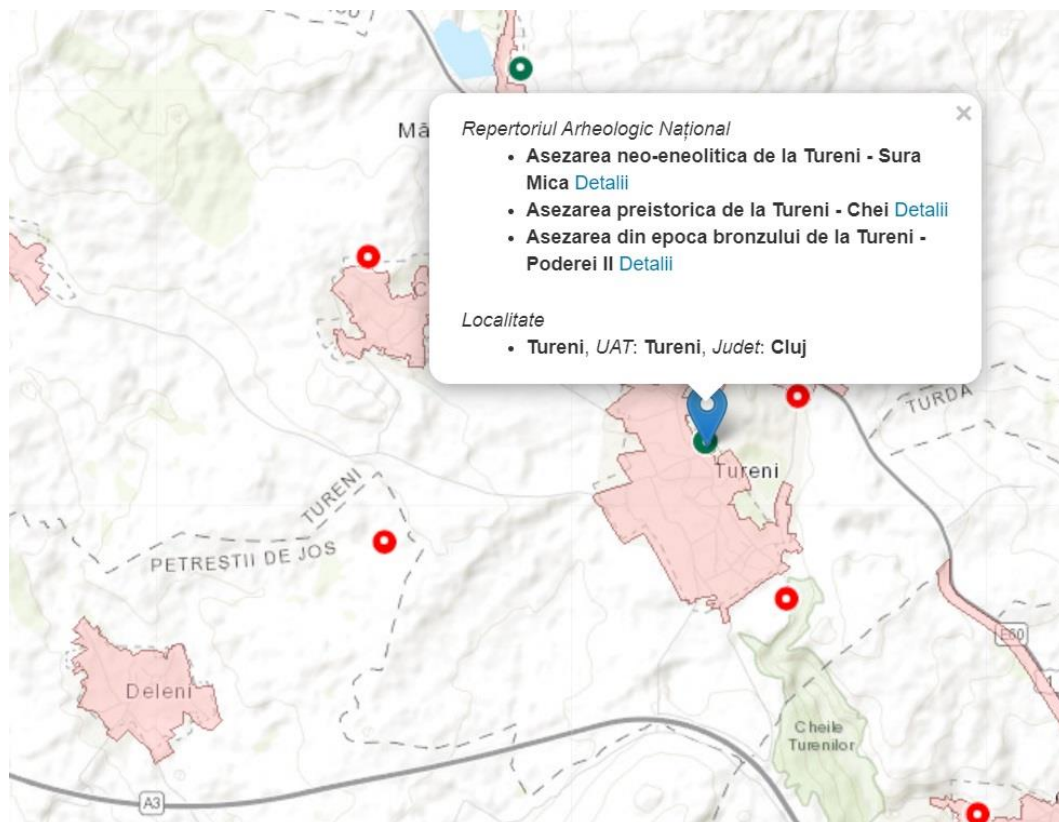 Mă
×
Repertoriul Arheologic Național
• Asezarea neo-eneolitica de la Tureni - Sura
Mica Detalii
• Asezarea preistorica de la Tureni - Chei Detalii
• Asezarea din epoca bronzului de la Tureni -
Poderei II Detalii
Localitate
• Tureni, UAT: Tureni, Judet: Cluj
C
TURDA
Tureni
TURENI
PETREȘTII DE JOS
E60
Deleni
Cheile
Turenilor
A3